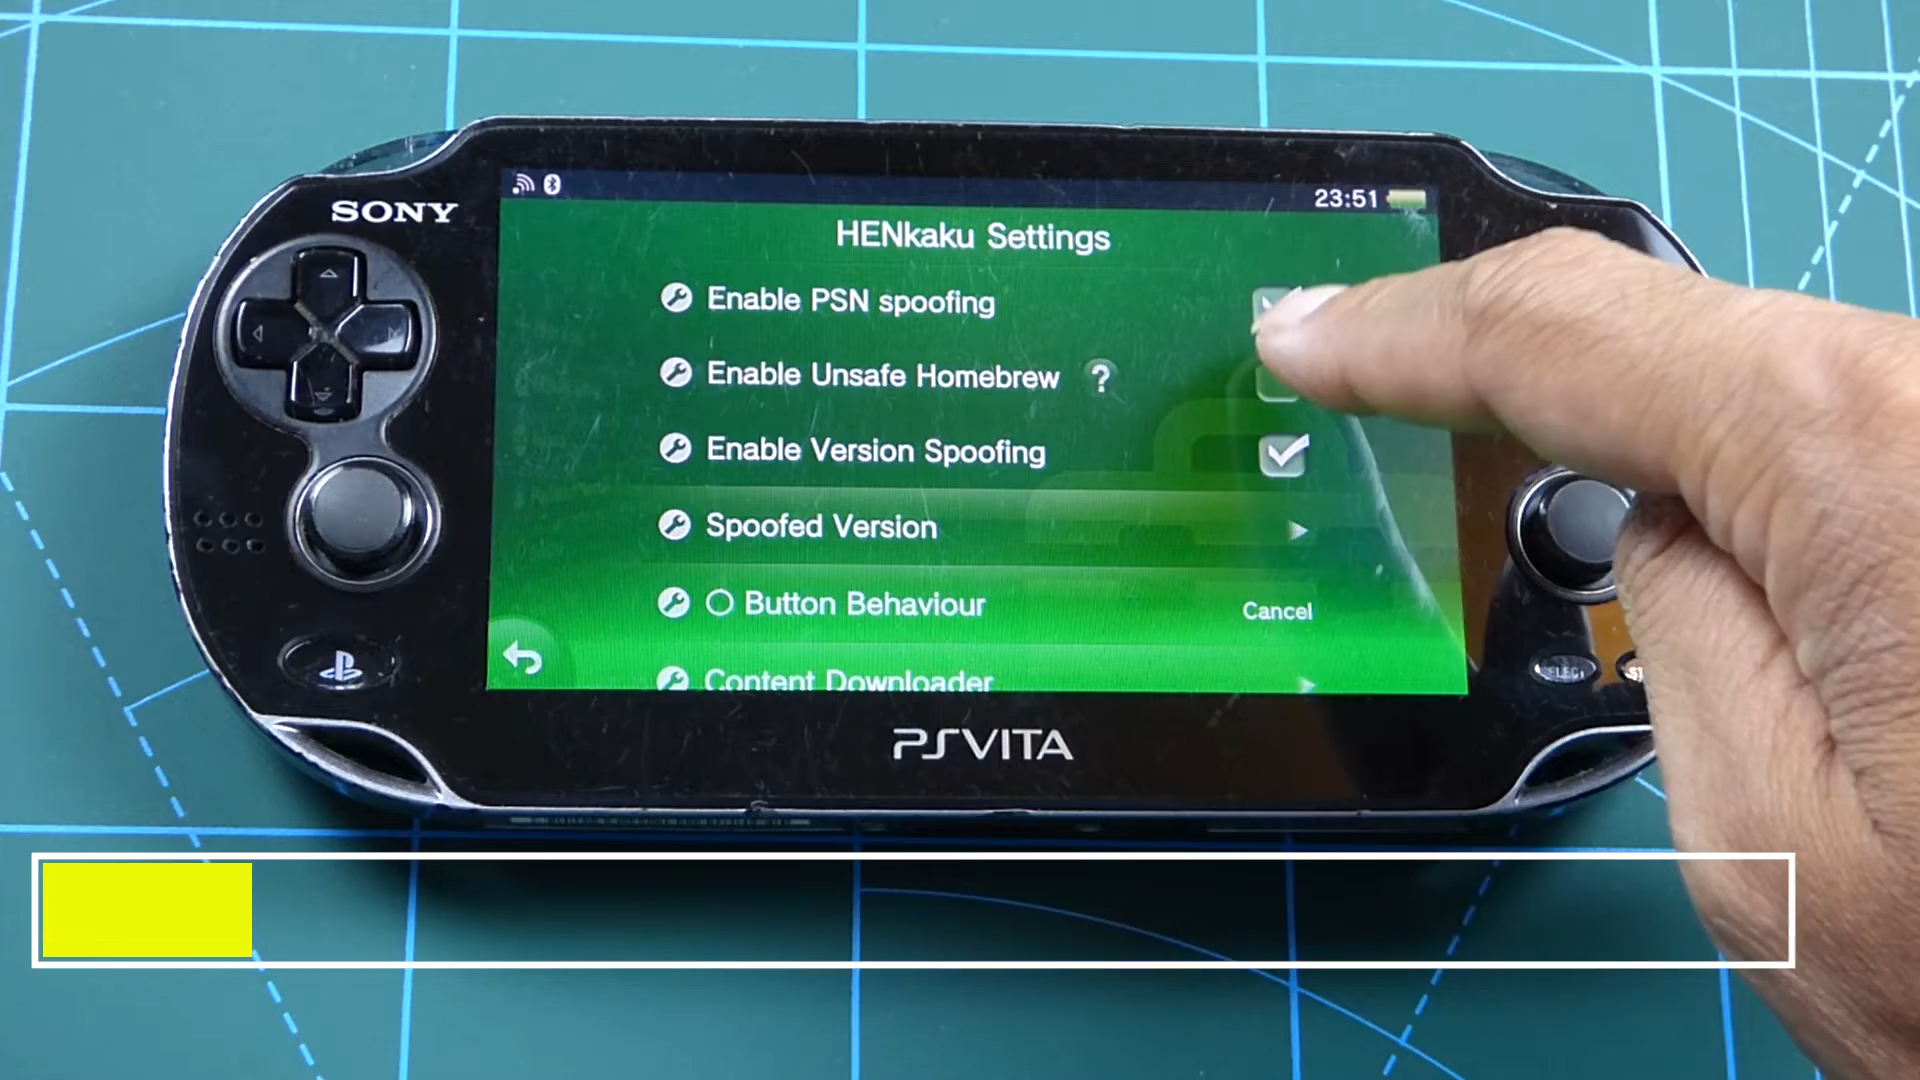 SONY
23:51
HENkaku Settings
Enable PSN spoofing
Enable Unsafe Homebrew ?
Enable Version Spoofing
Spoofed Version
Button Behaviour Cancel
Content Downloader
PSVITA